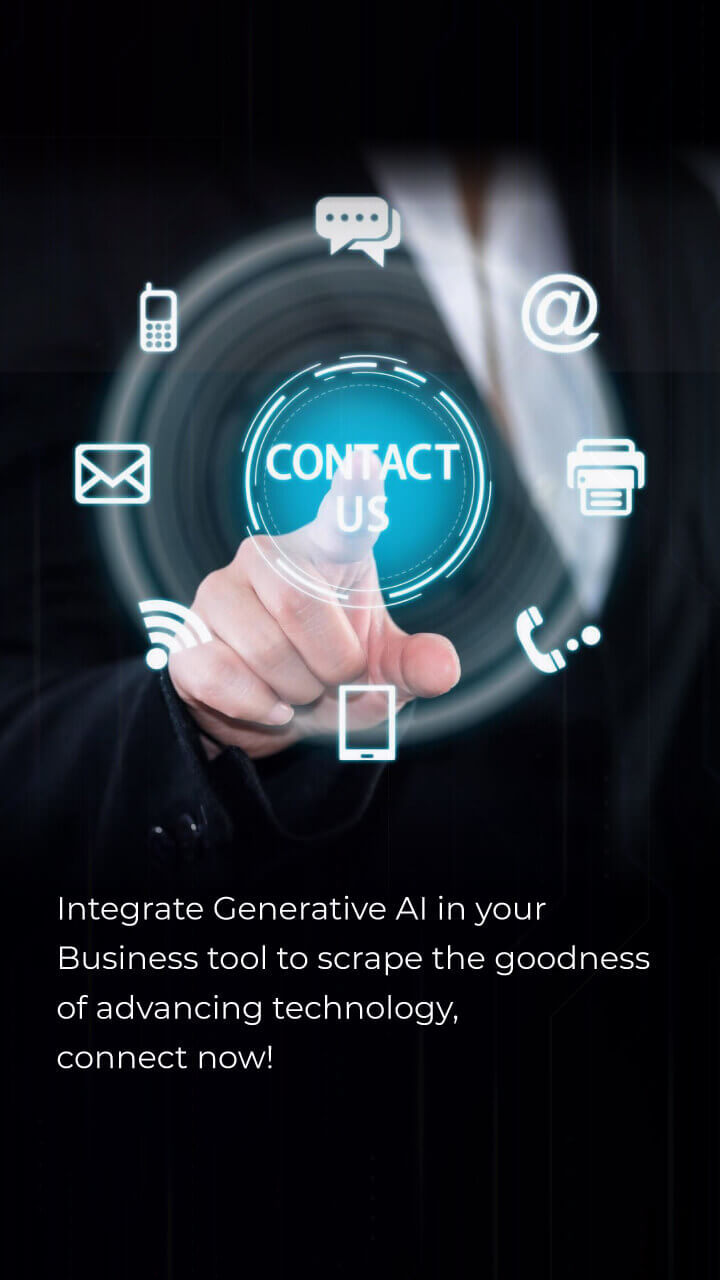 CONTACT
US
Integrate Generative AI in your
Business tool to scrape the goodness
of advancing technology,
connect now!